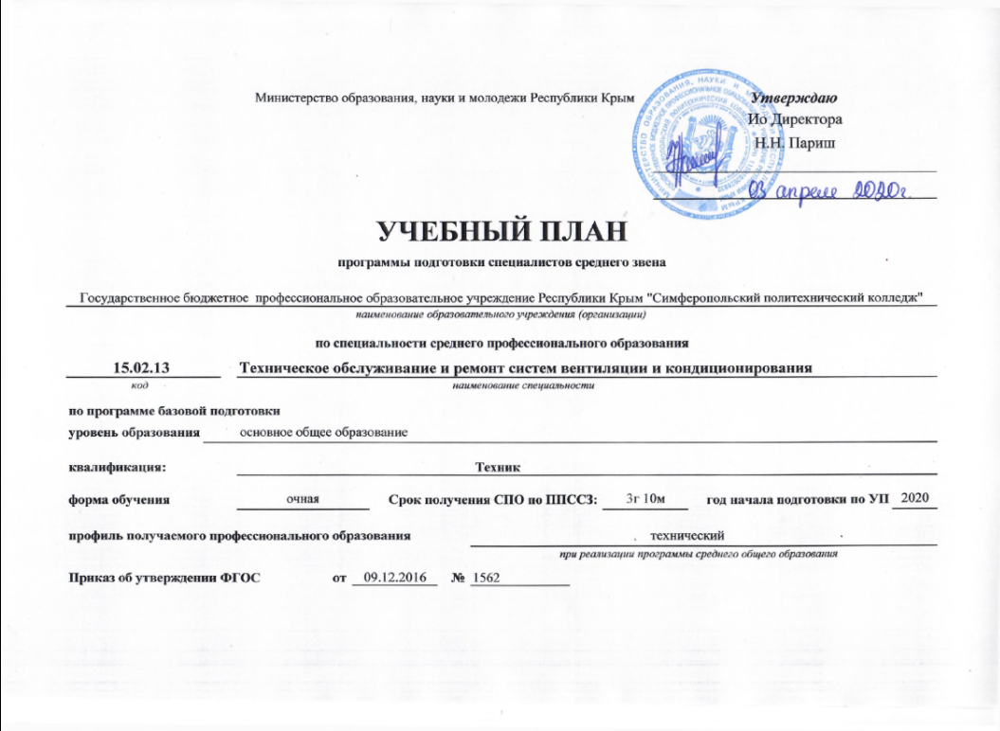 Министерство образования, науки и молодежи Республики Крым
Утверждаю
Ио Директора
Н.Н. Париш
03 апреля 2020г.
УЧЕБНЫЙ ПЛАН
программы подготовки специалистов среднего звена
Государственное бюджетное профессиональное образовательное учреждение Республики Крым "Симферопольский политехнический колледж"
наименование образовательного учреждения (организации)
по специальности среднего профессионального образования
15.02.13 Техническое обслуживание и ремонт систем вентиляции и кондиционирования
код наименование специальности
по программе базовой подготовки
уровень образования основное общее образование
квалификация: Техник
форма обучения очная Срок получения СПО по ППССЗ: 3г 10м год начала подготовки по УП 2020
профиль получаемого профессионального образования технический
при реализации программы среднего общего образования
Приказ об утверждении ФГОС от 09.12.2016 № 1562